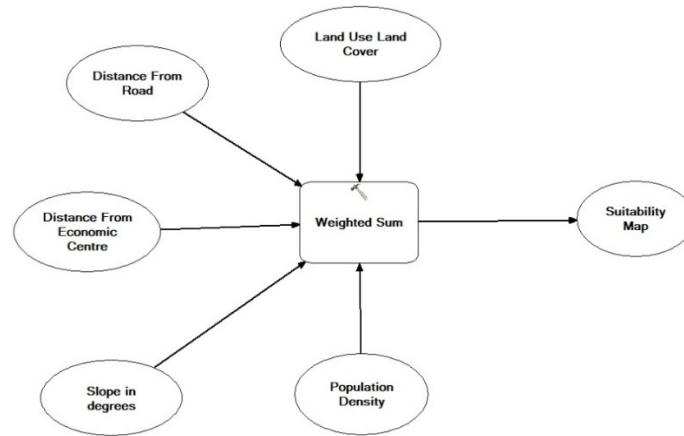 Land Use Land
Cover
Distance From
Road
Distance From
Economic
Centre
Weighted Sum
Suitability
Map
Slope in
degrees
Population
Density